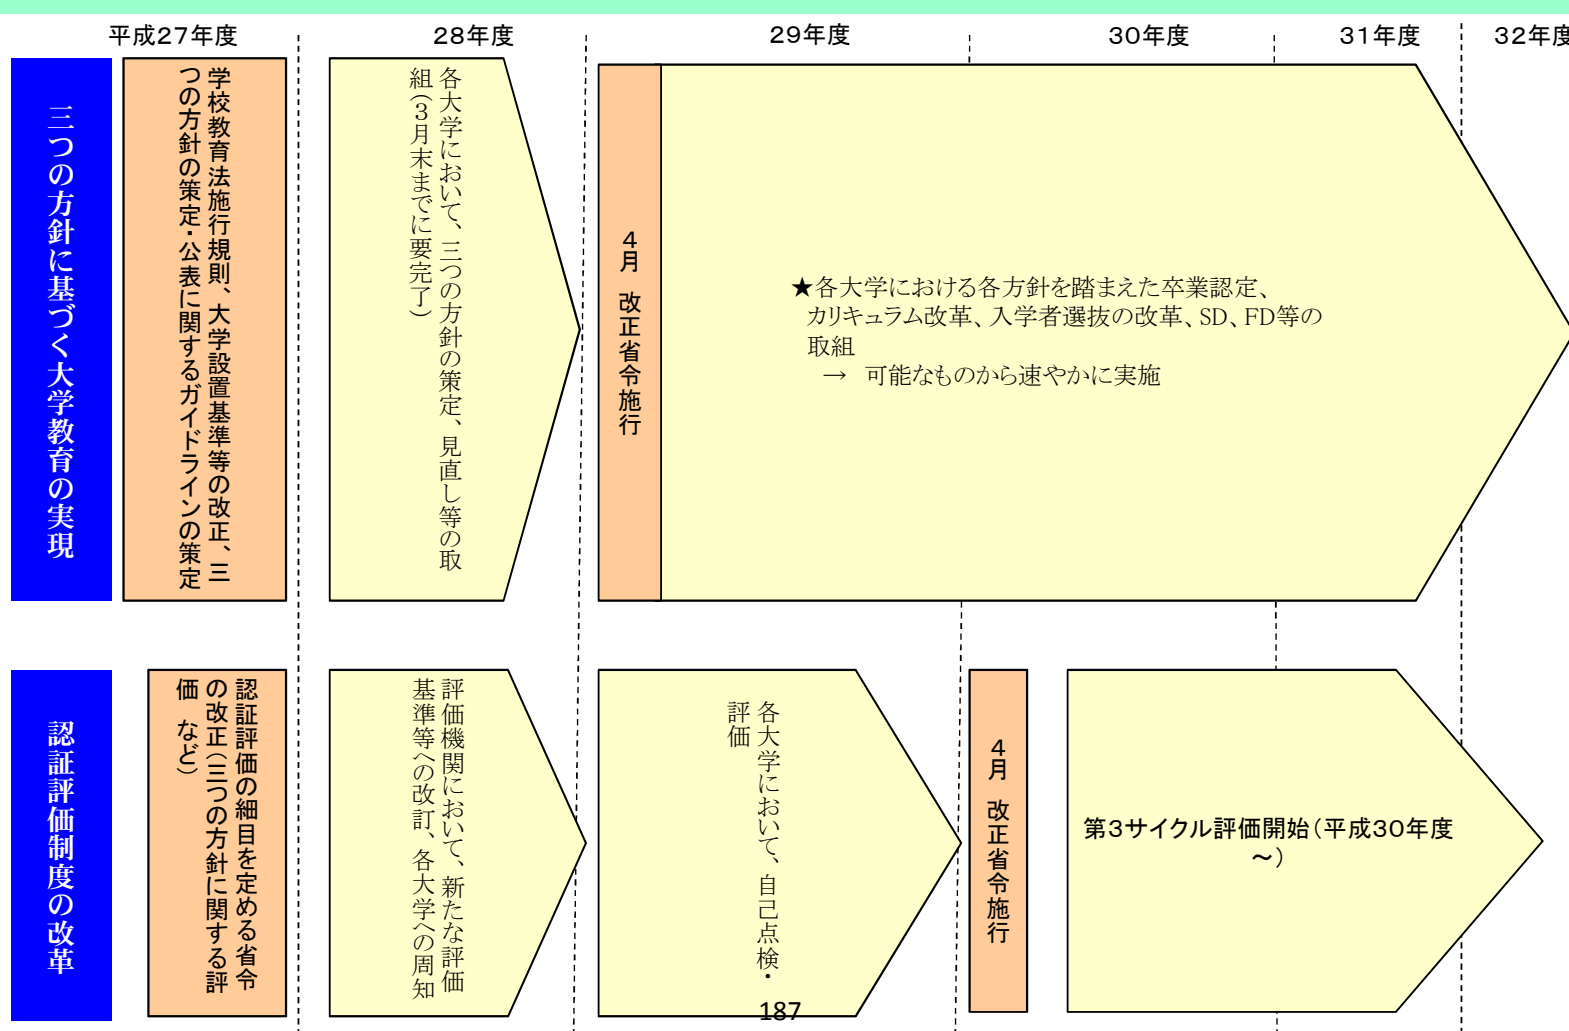 平成27年度
28年度
29年度
30年度
31年度
32年度
三つの方針に基づく大学教育の実現
学校教育法施行規則、大学設置基準等の改正、三
つの方針の策定・公表に関するガイドラインの策定
各大学において、三つの方針の策定、見直し等の取
組(3月末までに要完了)
4月 改正省令施行
★各大学における各方針を踏まえた卒業認定、
カリキュラム改革、入学者選抜の改革、SD、FD等の
取組
→ 可能なものから速やかに実施
認証評価制度の改革
認証評価の細目を定める省令
の改正(三つの方針に関する評
価 など)
評価機関において、新たな評価
基準等への改訂、各大学への周知
各大学において、自己点検・
評価
4月 改正省令施行
第3サイクル評価開始(平成30年度
~)
187